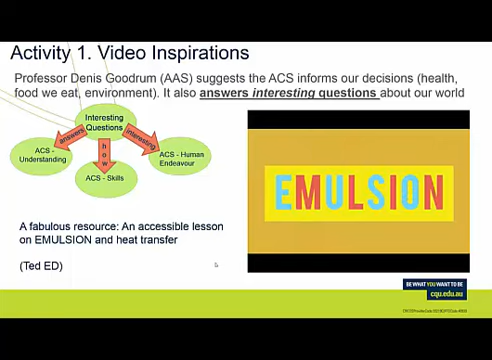 Activity 1. Video Inspirations
Professor Denis Goodrum (AAS) suggests the ACS informs our decisions (health,
food we eat, environment). It also answers interesting questions about our world
Interesting
Questions
answers
how
interesting
ACS -
Understanding
ACS - Skills
ACS - Human
Endeavour
EMULSION
A fabulous resource: An accessible lesson
on EMULSION and heat transfer
(Ted ED)
BE WHAT YOU WANT TO BE
cqu.edu.au